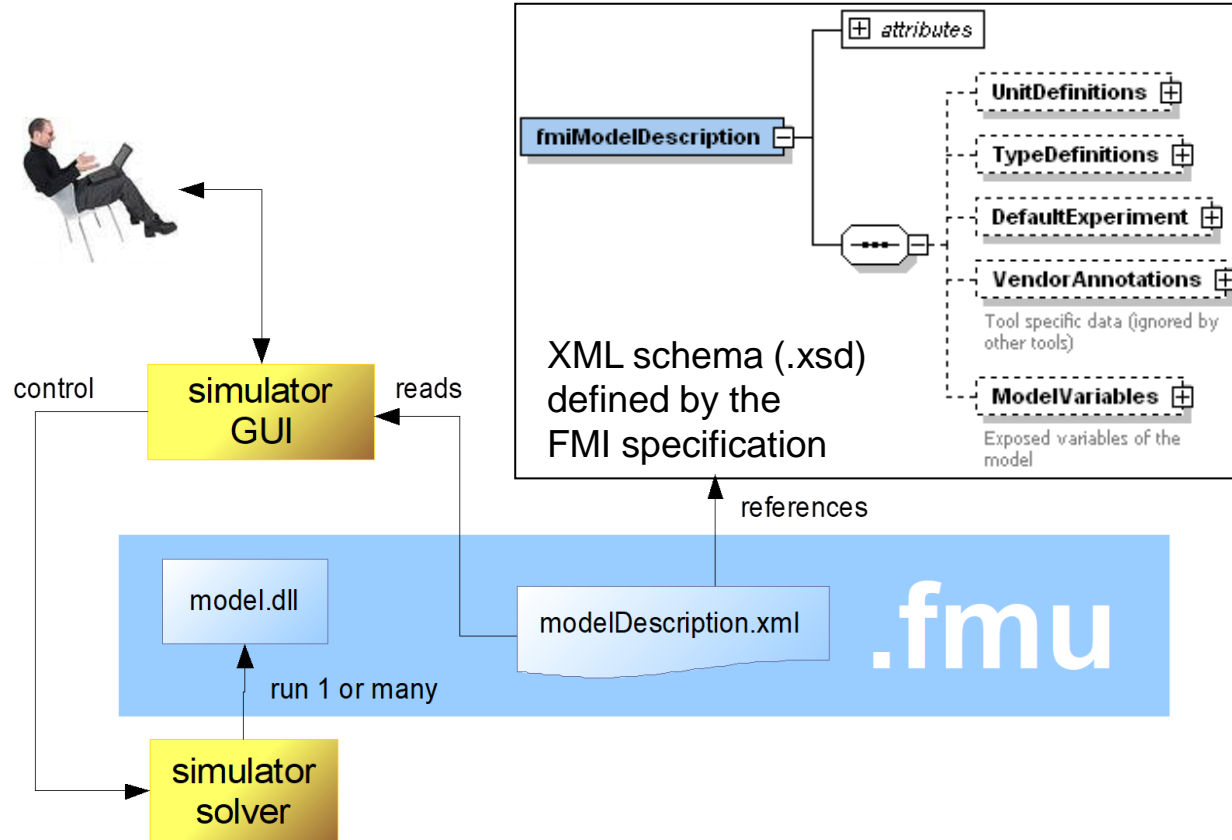 attributes
UnitDefinitions
fmiModelDescription
TypeDefinitions
DefaultExperiment
VendorAnnotations
Tool specific data (ignored by
other tools)
ModelVariables
Exposed variables of the
model
XML schema (.xsd)
defined by the
FMI specification
control
simulator
GUI
reads
references
model.dll
modelDescription.xml
.fmu
run 1 or many
simulator
solver